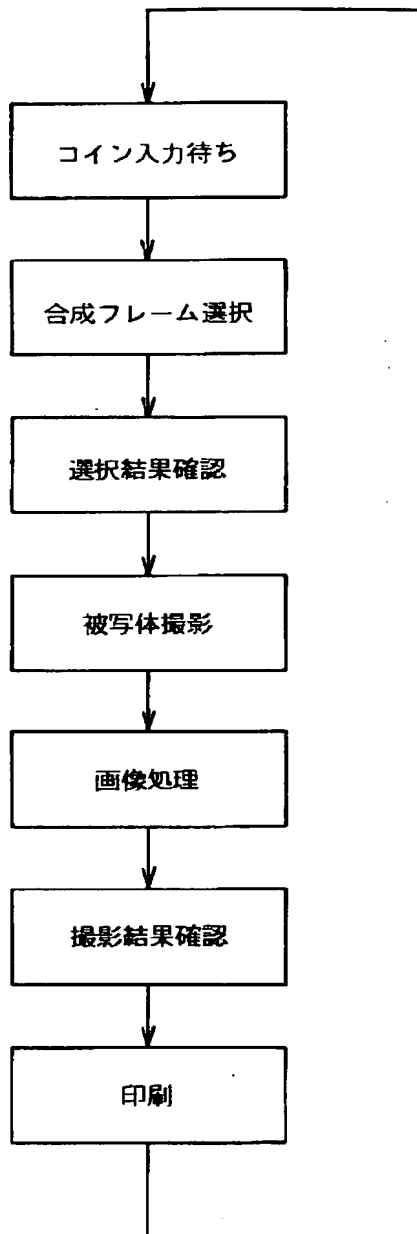 コイン入力待ち
合成フレーム選択
選択結果確認
被写体撮影
画像処理
撮影結果確認
印刷